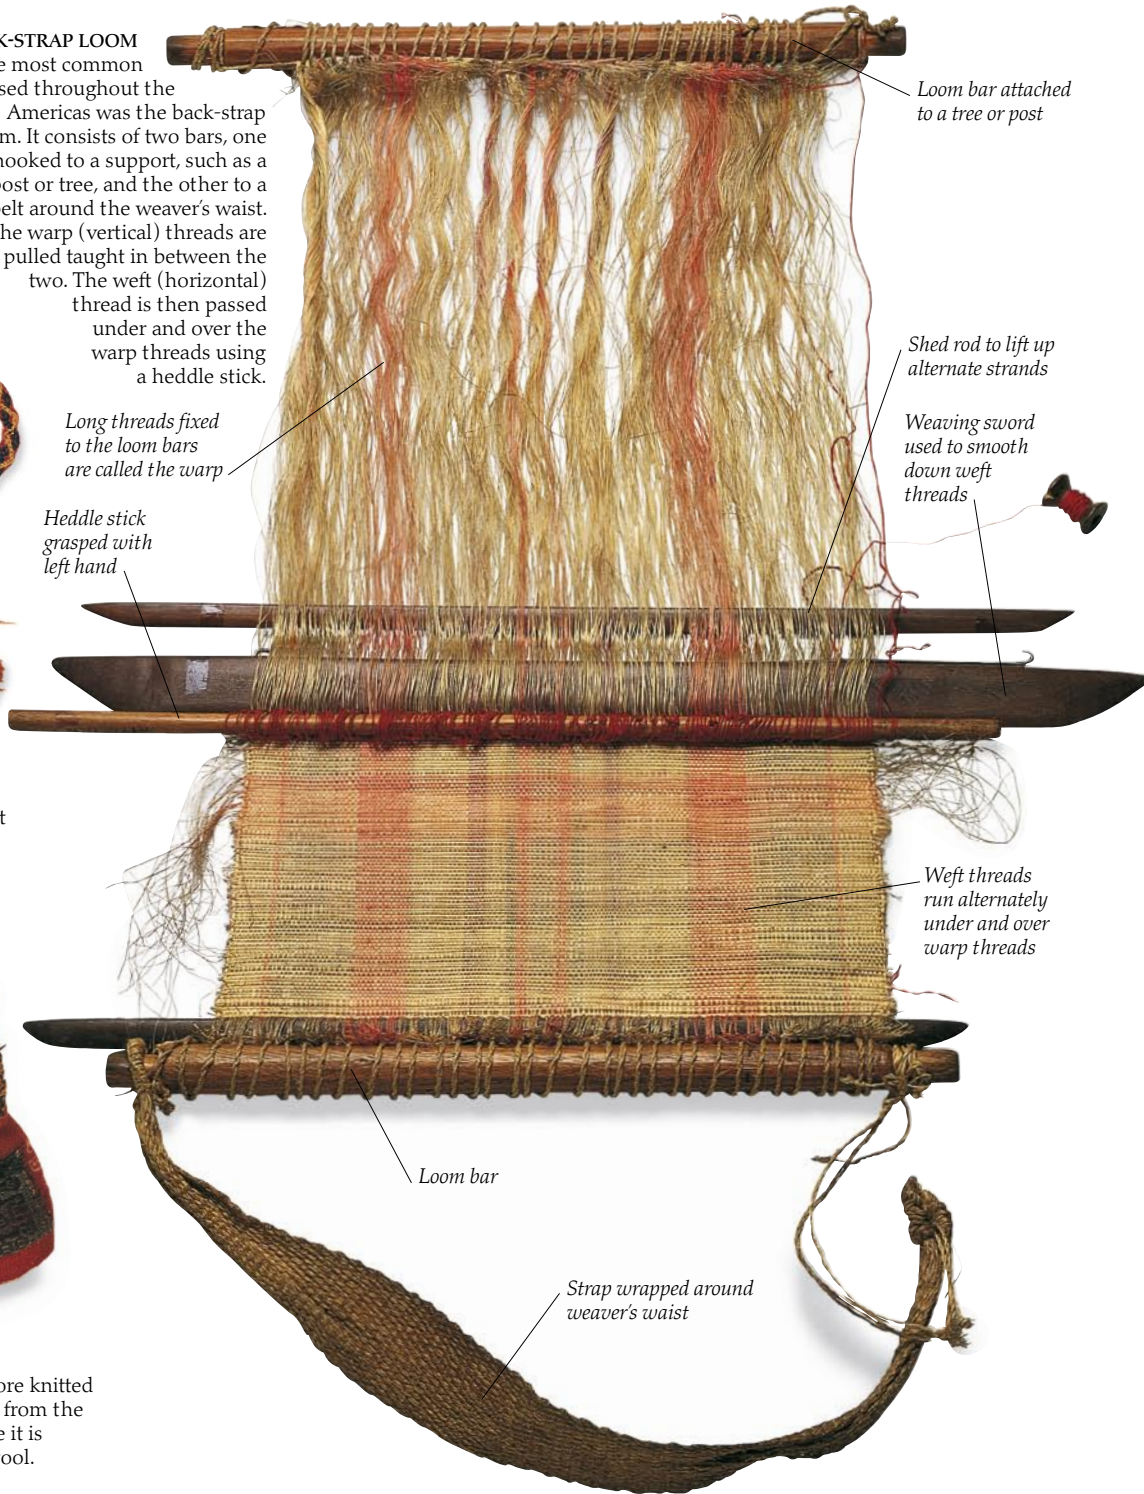 K-STRAP LOOM
e most common
sed throughout the
Americas was the back-strap
m. It consists of two bars, one
hooked to a support, such as a
post or tree, and the other to a
belt around the weaver's waist.
he warp (vertical) threads are
pulled taught in between the
two. The weft (horizontal)
thread is then passed
under and over the
warp threads using
a heddle stick.
Loom bar attached
to a tree or post
Shed rod to lift up
alternate strands
Long threads fixed
to the loom bars
are called the warp
Weaving sword
used to smooth
down weft
threads
Heddle stick
grasped with
left hand
t
Weft threads
run alternately
under and over
warp threads
Loom bar
Strap wrapped around
weaver's waist
ore knitted
from the
e it is
ool.